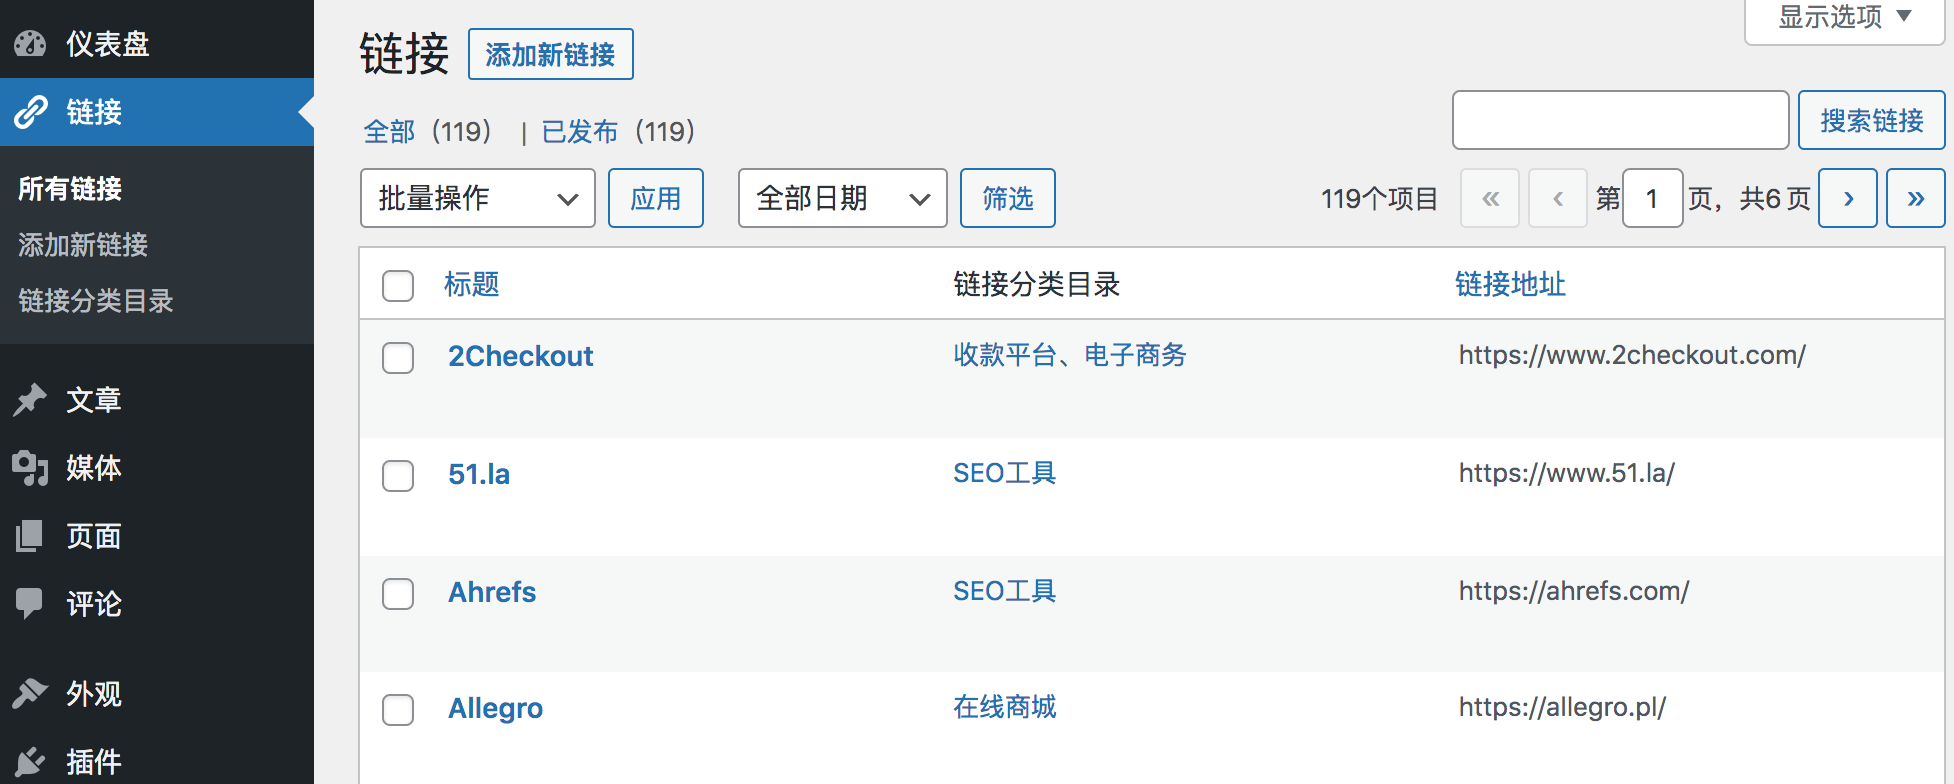 仪表盘
链接
所有链接
添加新链接
链接分类目录
文章
媒体
页面
评论
外观
插件
显示选项 ▼
链接 添加新链接
全部（119） | 已发布（119）
搜索链接
批量操作 应用 全部日期 筛选 119个项目 « ‹ 第 1 页，共6页 › »
标题 链接分类目录 链接地址
2Checkout 收款平台、电子商务 https://www.2checkout.com/
51.la SEO工具 https://www.51.la/
Ahrefs SEO工具 https://ahrefs.com/
Allegro 在线商城 https://allegro.pl/